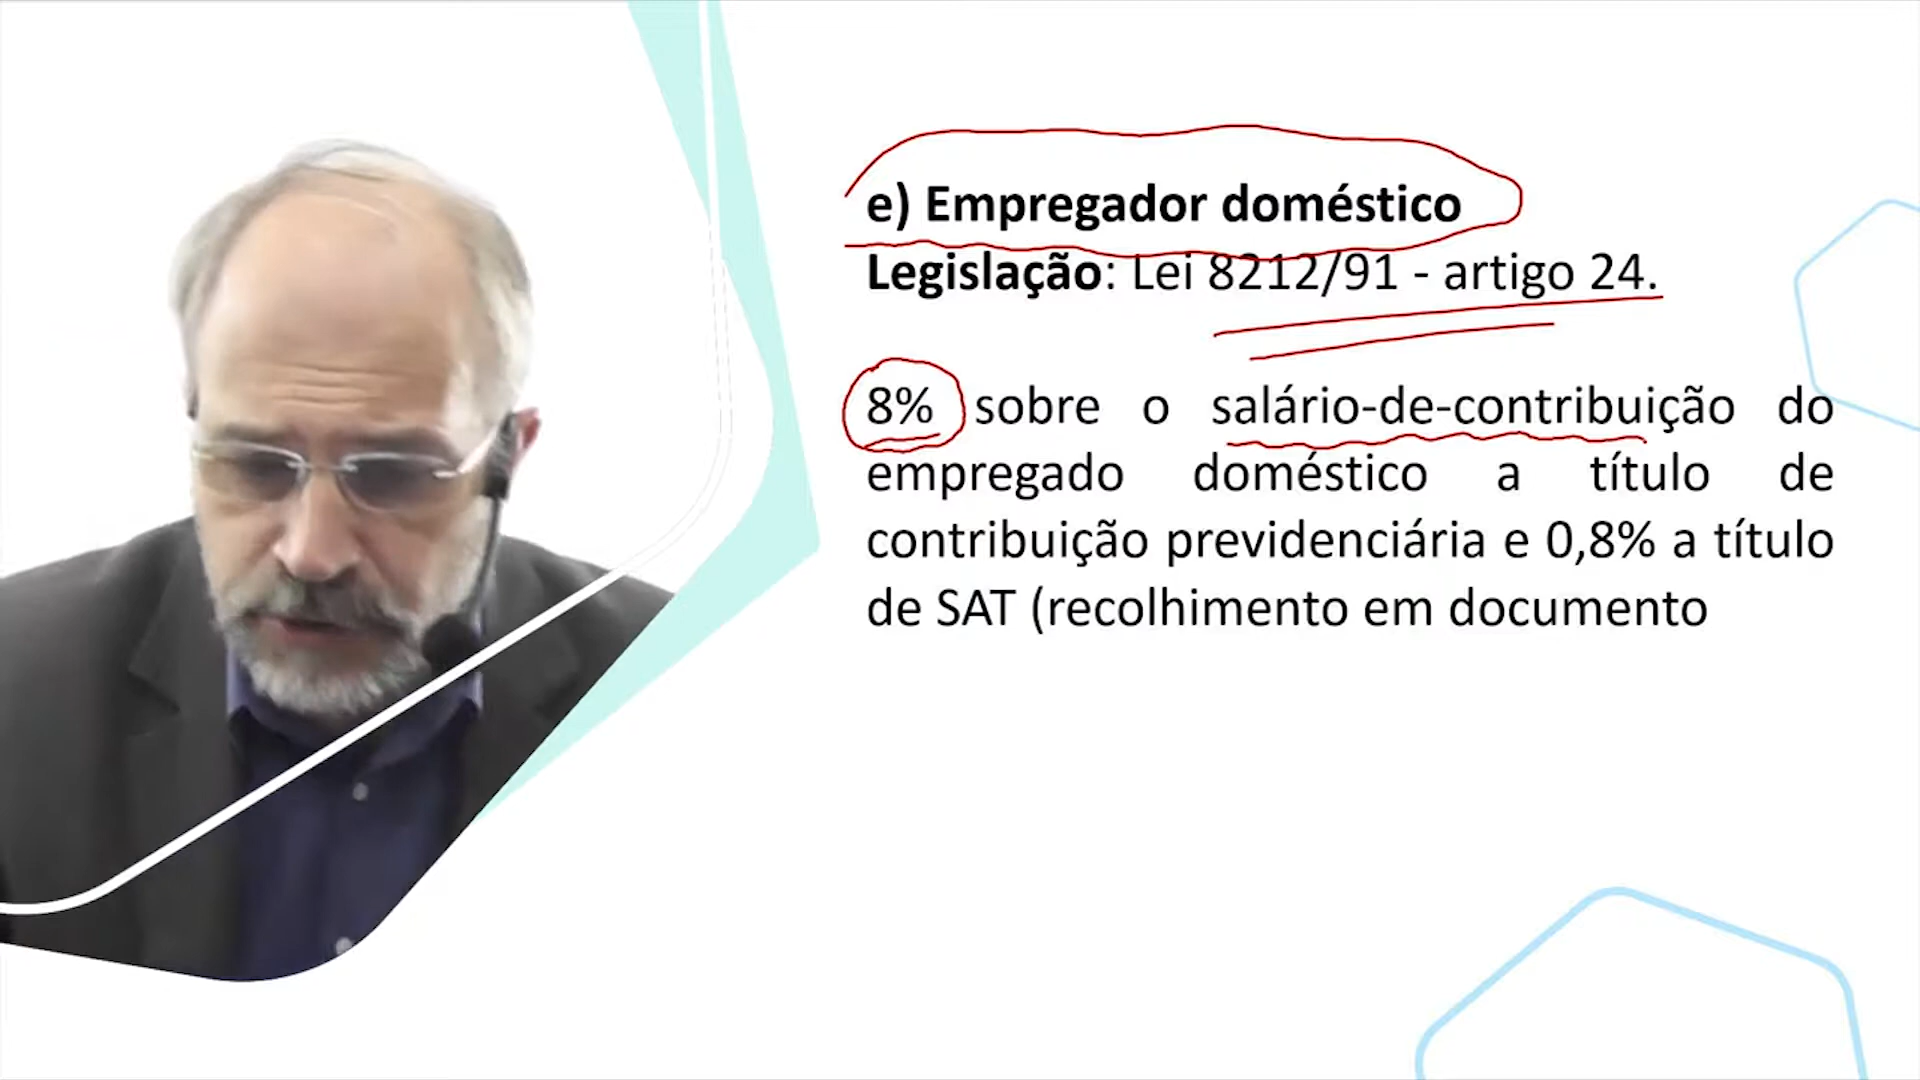 e) Empregador doméstico
Legislação: Lei 8212/91 - artigo 24.
8% sobre o salário-de-contribuição do
empregado doméstico a título de
contribuição previdenciária e 0,8% a título
de SAT (recolhimento em documento